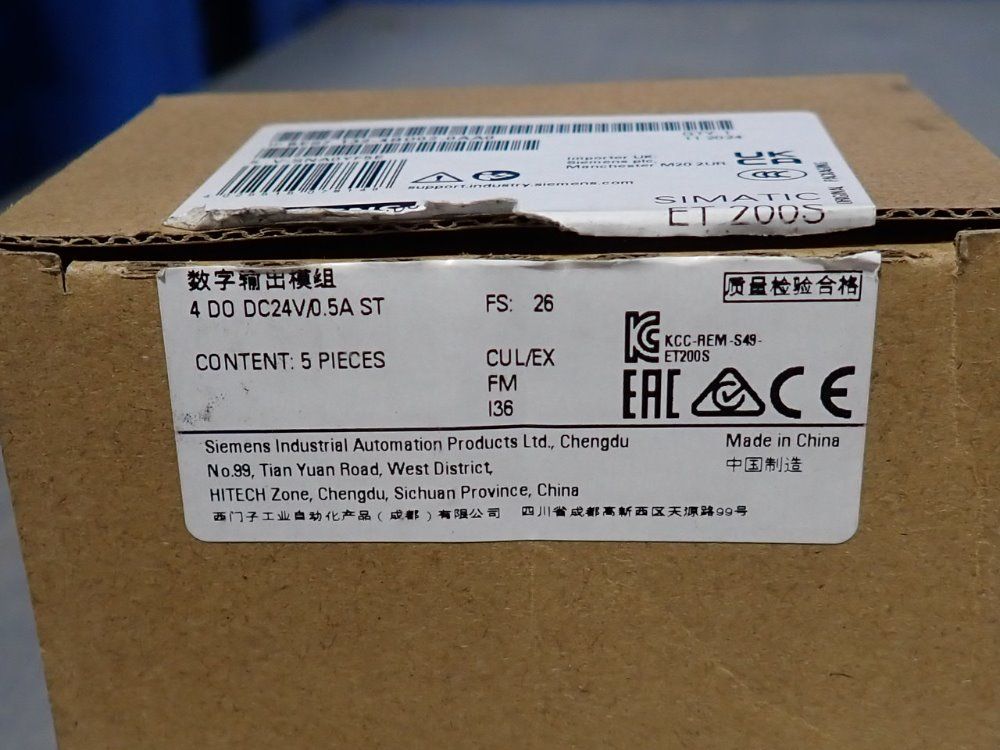 11 2024
Importer UK
Siemens plc.
Manchester M20 2UR
support.industry.siemens.com
SIMATIC
ET 200S
数字输出模组
4 DO DC24V/0.5A ST
CONTENT: 5 PIECES
FS: 26
CUL/EX
FM
I36
质量检验合格
KCC-REM-S49-
ET200S
EAC
CE
Siemens Industrial Automation Products Ltd., Chengdu
No.99, Tian Yuan Road, West District,
HITECH Zone, Chengdu, Sichuan Province, China
西门子工业自动化产品(成都)有限公司 四川省成都高新西区天源路99号
Made in China
中国制造